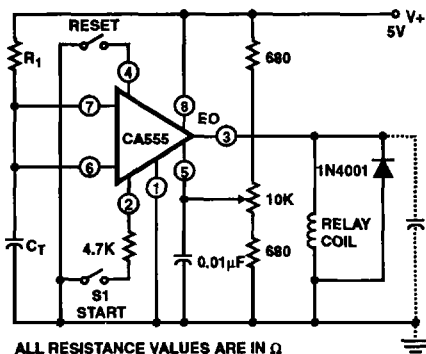 RESET
V+
5V
R1
680
4
7
8
EO
CA555
3
6
1
5
1N4001
10K
2
RELAY
COIL
4.7K
CT
0.01µF
680
S1
START
ALL RESISTANCE VALUES ARE IN Ω